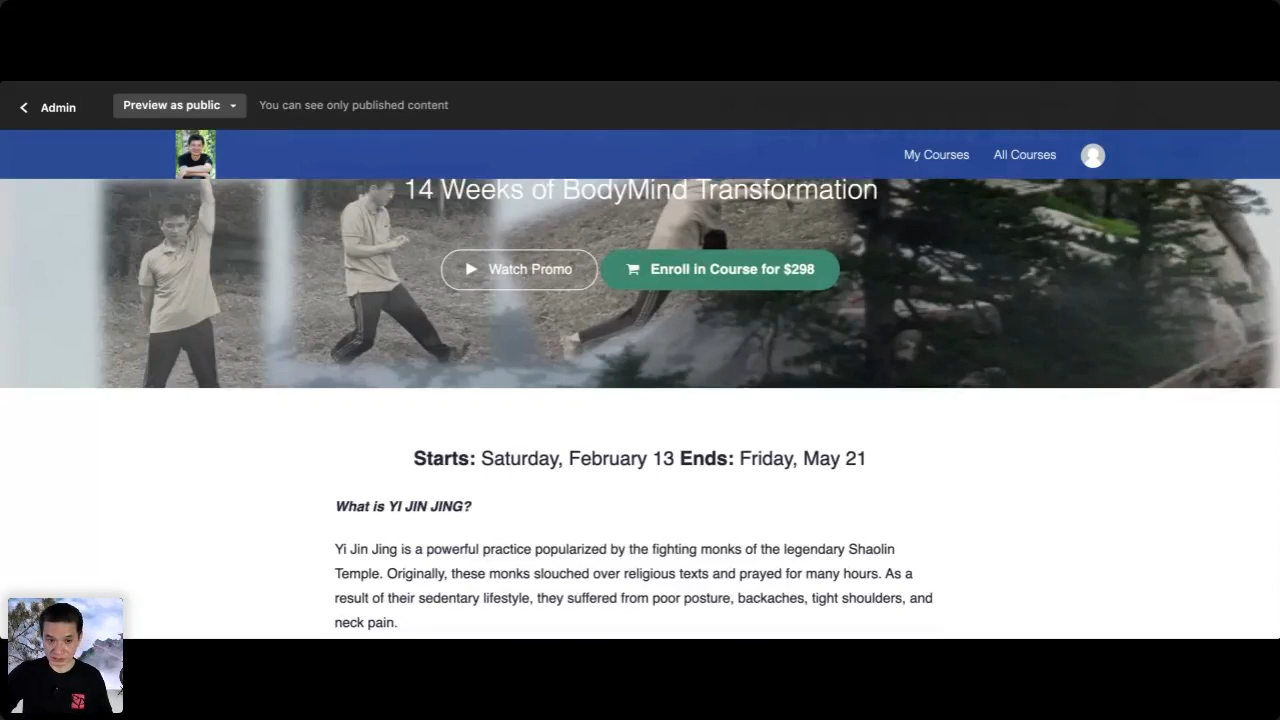 Admin
Preview as public
You can see only published content
My Courses
All Courses
14 Weeks of BodyMind Transformation
Watch Promo
Enroll in Course for $298
Starts: Saturday, February 13 Ends: Friday, May 21
What is YI JIN JING?
Yi Jin Jing is a powerful practice popularized by the fighting monks of the legendary Shaolin
Temple. Originally, these monks slouched over religious texts and prayed for many hours. As a
result of their sedentary lifestyle, they suffered from poor posture, backaches, tight shoulders, and
neck pain.